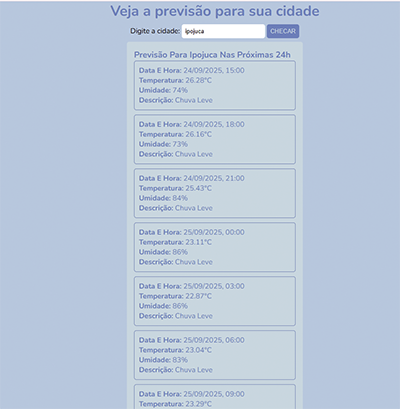 Veja a previsão para sua cidade
Digite a cidade: ipojuca CHECAR
Previsão Para Ipojuca Nas Próximas 24h
Data E Hora: 24/09/2025, 15:00
Temperatura: 26.28°C
Umidade: 74%
Descrição: Chuva Leve
Data E Hora: 24/09/2025, 18:00
Temperatura: 26.16°C
Umidade: 73%
Descrição: Chuva Leve
Data E Hora: 24/09/2025, 21:00
Temperatura: 25.43°C
Umidade: 84%
Descrição: Chuva Leve
Data E Hora: 25/09/2025, 00:00
Temperatura: 23.11°C
Umidade: 86%
Descrição: Chuva Leve
Data E Hora: 25/09/2025, 03:00
Temperatura: 22.87°C
Umidade: 86%
Descrição: Chuva Leve
Data E Hora: 25/09/2025, 06:00
Temperatura: 23.04°C
Umidade: 83%
Descrição: Chuva Leve
Data E Hora: 25/09/2025, 09:00
Temperatura: 23.29°C